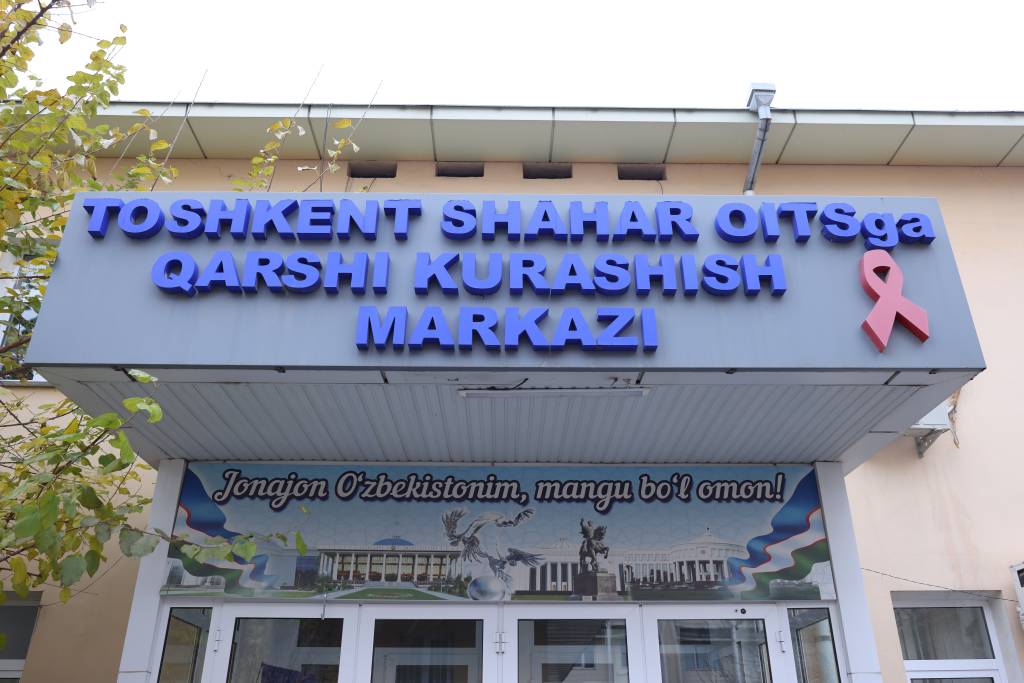 TOSHKENT SHAHAR OITSga
QARSHI KURASHISH
MARKAZI
Jonajon O‘zbekistonim, mangu bo‘l omon!